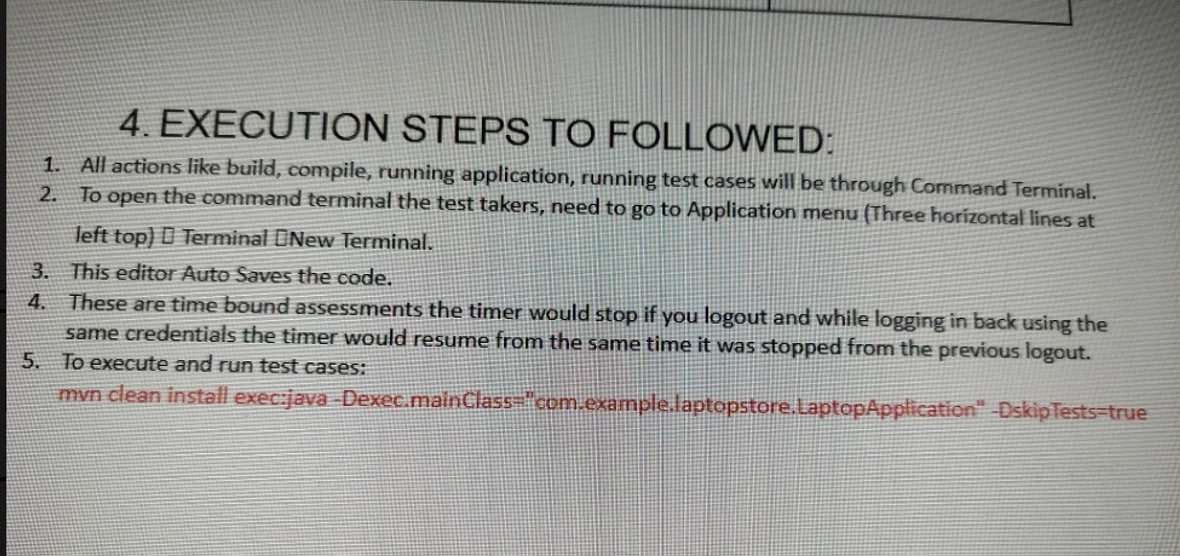 4. EXECUTION STEPS TO FOLLOWED:
1. All actions like build, compile, running application, running test cases will be through Command Terminal.
2. To open the command terminal the test takers, need to go to Application menu (Three horizontal lines at
left top) ▯ Terminal ▯New Terminal.
3. This editor Auto Saves the code.
4. These are time bound assessments the timer would stop if you logout and while logging in back using the
same credentials the timer would resume from the same time it was stopped from the previous logout.
5. To execute and run test cases:
mvn clean install exec:java -Dexec.mainClass="com.example.laptopstore.LaptopApplication" -DskipTests=true